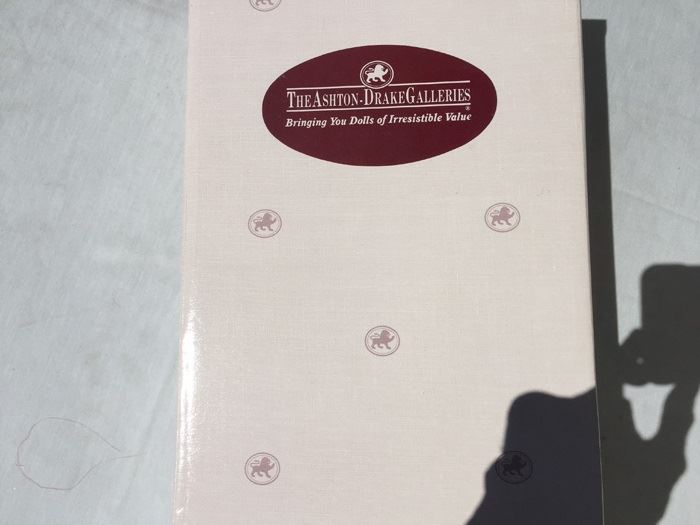 THE ASHTON-DRAKE GALLERIES
®
Bringing You Dolls of Irresistible Value